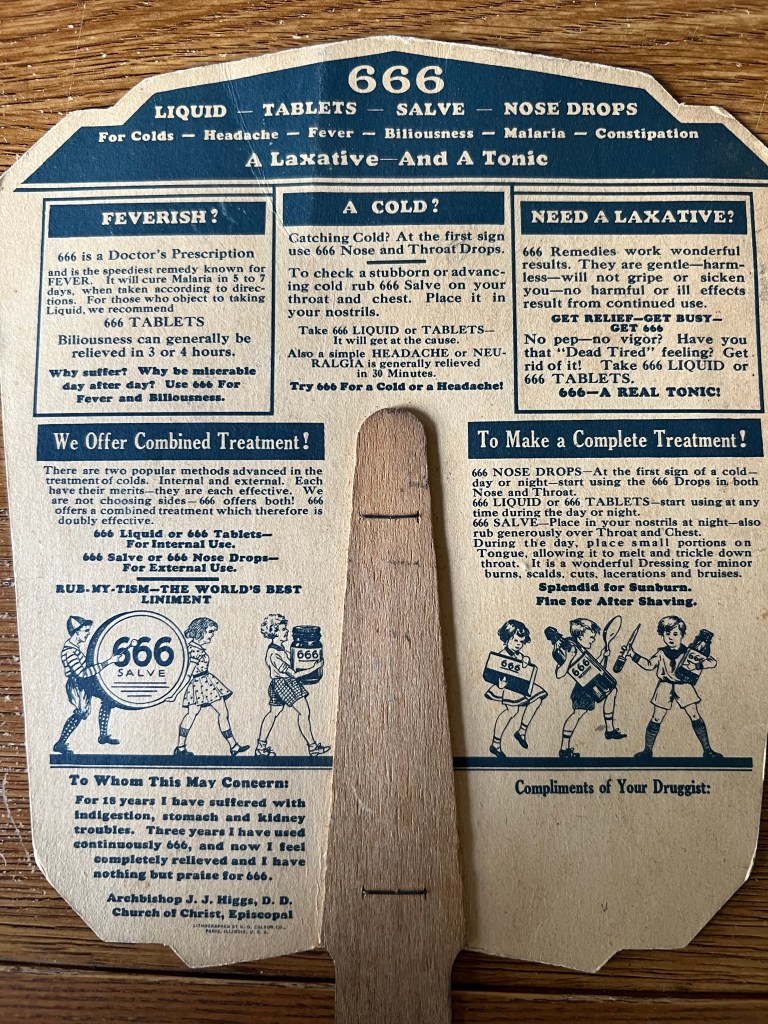 666
LIQUID — TABLETS — SALVE — NOSE DROPS
For Colds — Headache — Fever — Biliousness — Malaria — Constipation
A Laxative—And A Tonic
FEVERISH?
666 is a Doctor's Prescription
and is the speediest remedy known for
FEVER. It will cure Malaria in 5 to 7
days, when taken according to direc-
tions. For those who object to taking
Liquid, we recommend
666 TABLETS
Biliousness can generally be
relieved in 3 or 4 hours.
Why suffer? Why be miserable
day after day? Use 666 For
Fever and Biliousness.
A COLD?
Catching Cold? At the first sign
use 666 Nose and Throat Drops.
To check a stubborn or advanc-
ing cold rub 666 Salve on your
throat and chest. Place it in
your nostrils.
Take 666 LIQUID or TABLETS—
It will get at the cause.
Also a simple HEADACHE or NEU-
RALGIA is generally relieved
in 30 Minutes.
Try 666 For a Cold or a Headache!
NEED A LAXATIVE?
666 Remedies work wonderful
results. They are gentle—harm-
less—will not gripe or sicken
you—no harmful or ill effects
result from continued use.
GET RELIEF—GET BUSY—
GET 666
No pep—no vigor? Have you
that "Dead Tired" feeling? Get
rid of it! Take 666 LIQUID or
666 TABLETS.
666—A REAL TONIC!
We Offer Combined Treatment!
There are two popular methods advanced in the
treatment of colds. Internal and external. Each
have their merits—they are each effective. We
are not choosing sides—666 offers both! 666
offers a combined treatment which therefore is
doubly effective.
666 Liquid or 666 Tablets—
For Internal Use.
666 Salve or 666 Nose Drops—
For External Use.
RUB-MY-TISM—THE WORLD'S BEST
LINIMENT
666
SALVE
666
To Make a Complete Treatment!
666 NOSE DROPS—At the first sign of a cold—
day or night—start using the 666 Drops in both
Nose and Throat.
666 LIQUID or 666 TABLETS—start using at any
time during the day or night.
666 SALVE—Place in your nostrils at night—also
rub generously over Throat and Chest.
During the day, place small portions on
Tongue, allowing it to melt and trickle down
throat. It is a wonderful Dressing for minor
burns, scalds, cuts, lacerations and bruises.
Splendid for Sunburn.
Fine for After Shaving.
666
666
666
To Whom This May Concern:
For 18 years I have suffered with
indigestion, stomach and kidney
troubles. Three years I have used
continuously 666, and now I feel
completely relieved and I have
nothing but praise for 666.
Archbishop J. J. Higgs, D. D.
Church of Christ, Episcopal
LITHOGRAPHED BY
PARIS, ILLINOIS, U. S. A.
Compliments of Your Druggist: